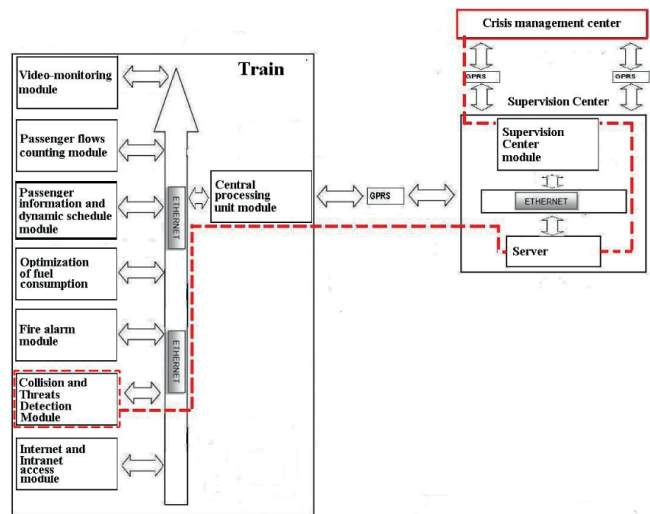 Crisis management center
GPRS
GPRS
Supervision Center
Supervision
Center
module
ETHERNET
Server
Train
Video-monitoring
module
Passenger flows
counting module
Passenger
information and
dynamic schedule
module
Optimization
of fuel
consumption
Fire alarm
module
Collision and
Threats
Detection
Module
Internet and
Intranet
access
module
ETHERNET
ETHERNET
Central
processing
unit module
GPRS